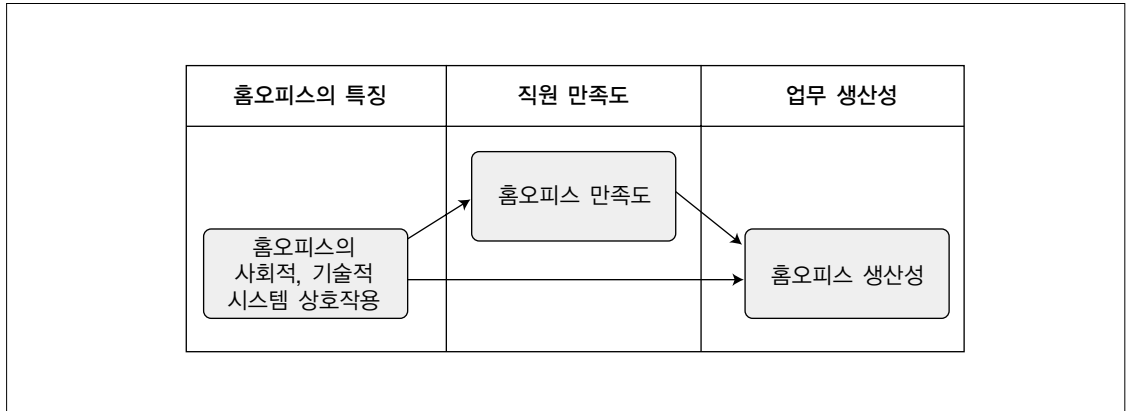 홈오피스의 특징
직원 만족도
업무 생산성
홈오피스 만족도
홈오피스의
사회적, 기술적
시스템 상호작용
홈오피스 생산성